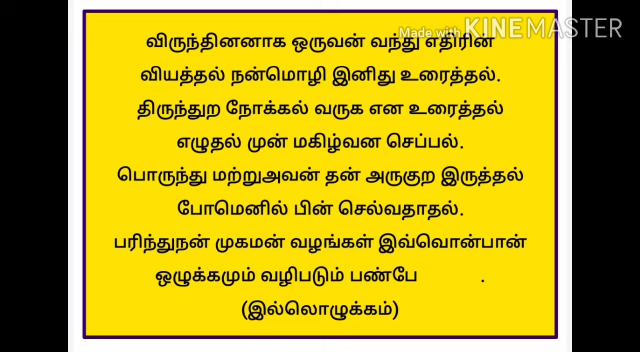 Made with KINEMASTER
விருந்தினனாக ஒருவன் வந்து எதிரின்
வியத்தல் நன்மொழி இனிது உரைத்தல்.
திருந்துற நோக்கல் வருக என உரைத்தல்
எழுதல் முன் மகிழ்வன செப்பல்.
பொருந்து மற்றுஅவன் தன் அருகுற இருத்தல்
போமெனில் பின் செல்வதாதல்.
பரிந்துநன் முகமன் வழங்கள் இவ்வொன்பான்
ஒழுக்கமும் வழிபடும் பண்பே .
(இல்லொழுக்கம்)